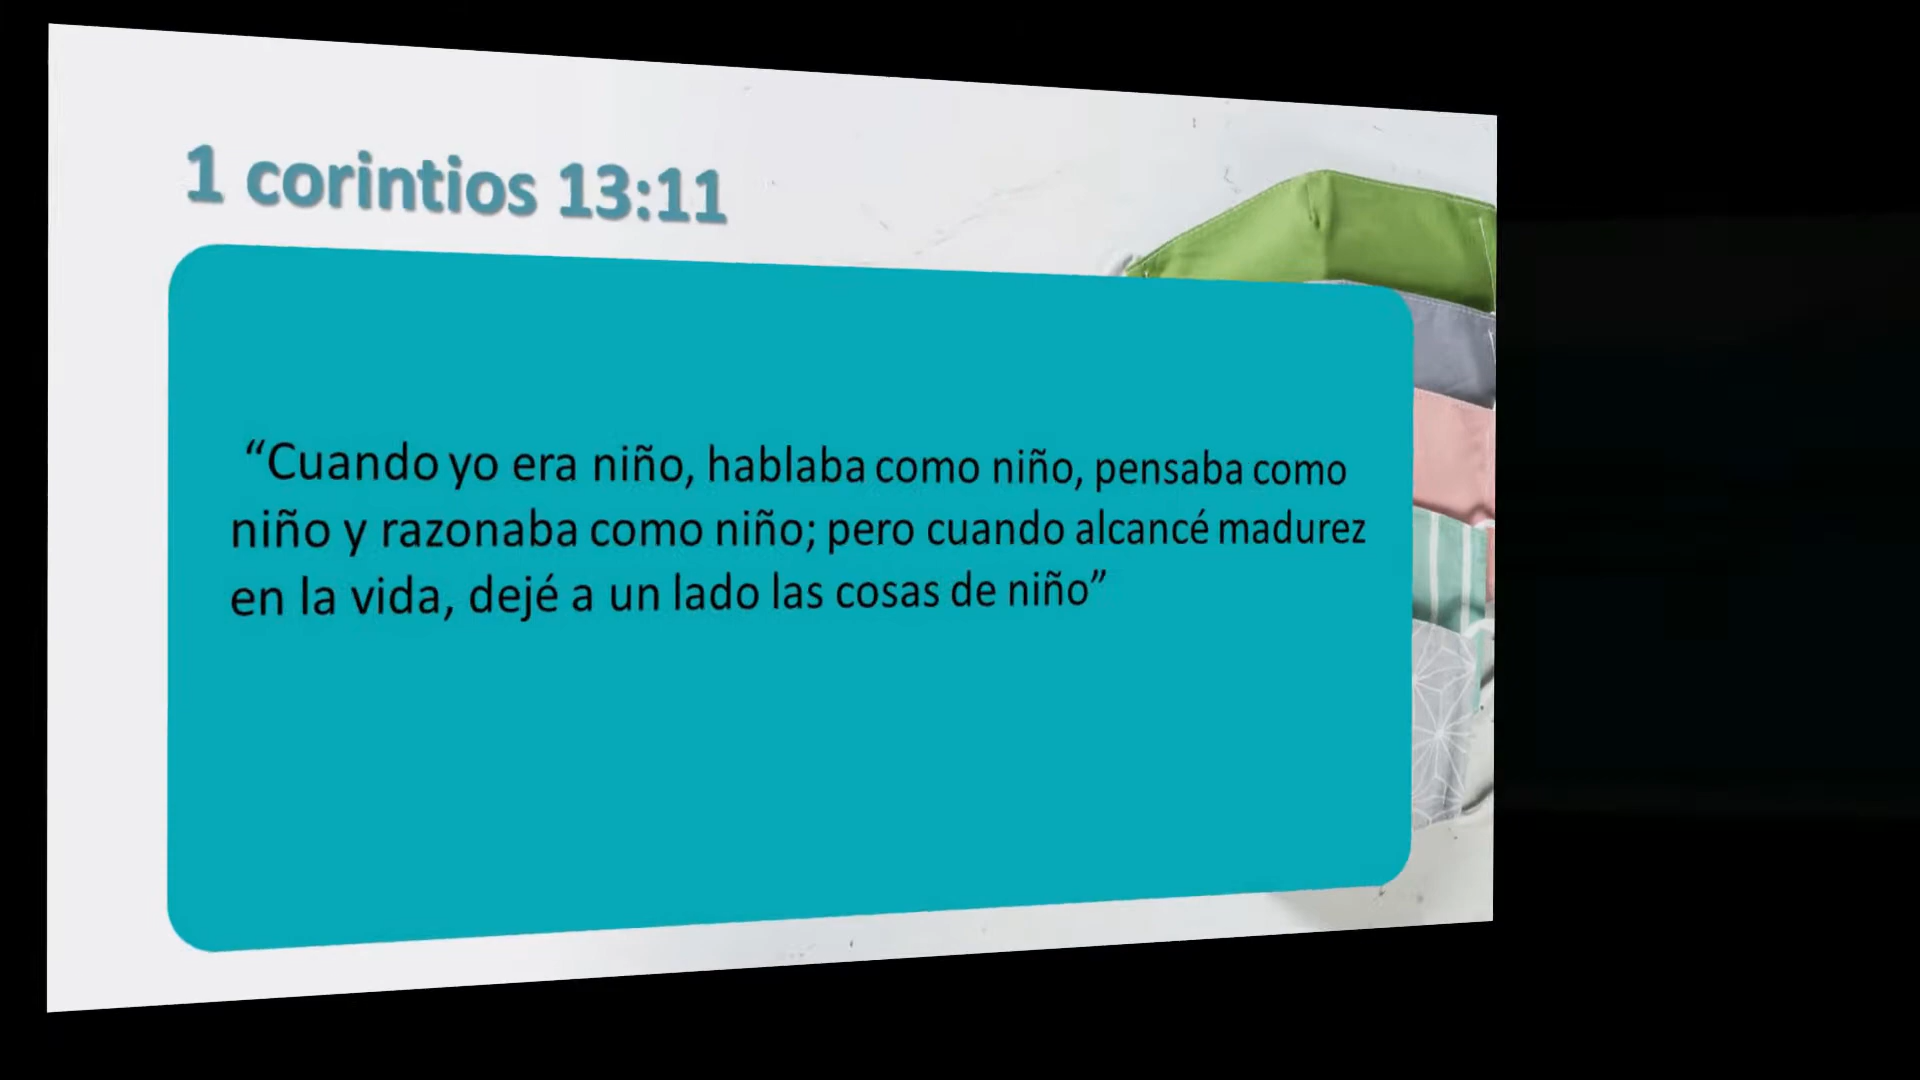 1 corintios 13:11
“Cuando yo era niño, hablaba como niño, pensaba como
niño y razonaba como niño; pero cuando alcancé madurez
en la vida, dejé a un lado las cosas de niño”